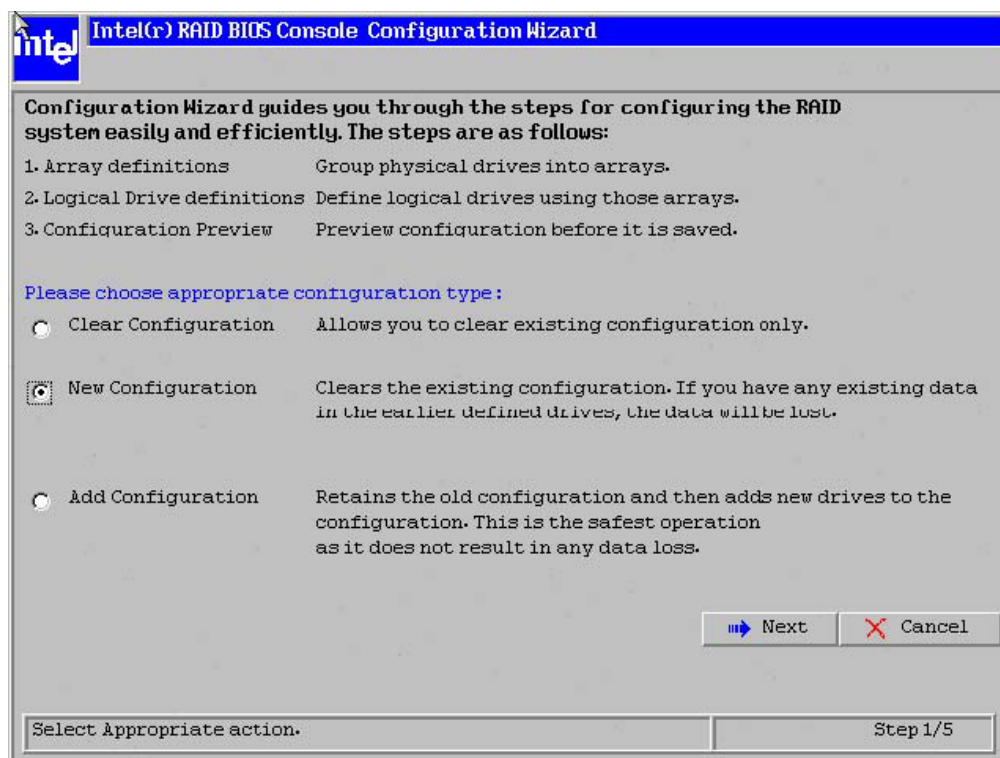 intel
Intel(r) RAID BIOS Console Configuration Wizard
Configuration Wizard guides you through the steps for configuring the RAID
system easily and efficiently. The steps are as follows:
1. Array definitions Group physical drives into arrays.
2. Logical Drive definitions Define logical drives using those arrays.
3. Configuration Preview Preview configuration before it is saved.
Please choose appropriate configuration type:
Clear Configuration Allows you to clear existing configuration only.
New Configuration Clears the existing configuration. If you have any existing data
in the earlier defined drives, the data will be lost.
Add Configuration Retains the old configuration and then adds new drives to the
configuration. This is the safest operation
as it does not result in any data loss.
Next Cancel
Select Appropriate action. Step 1/5